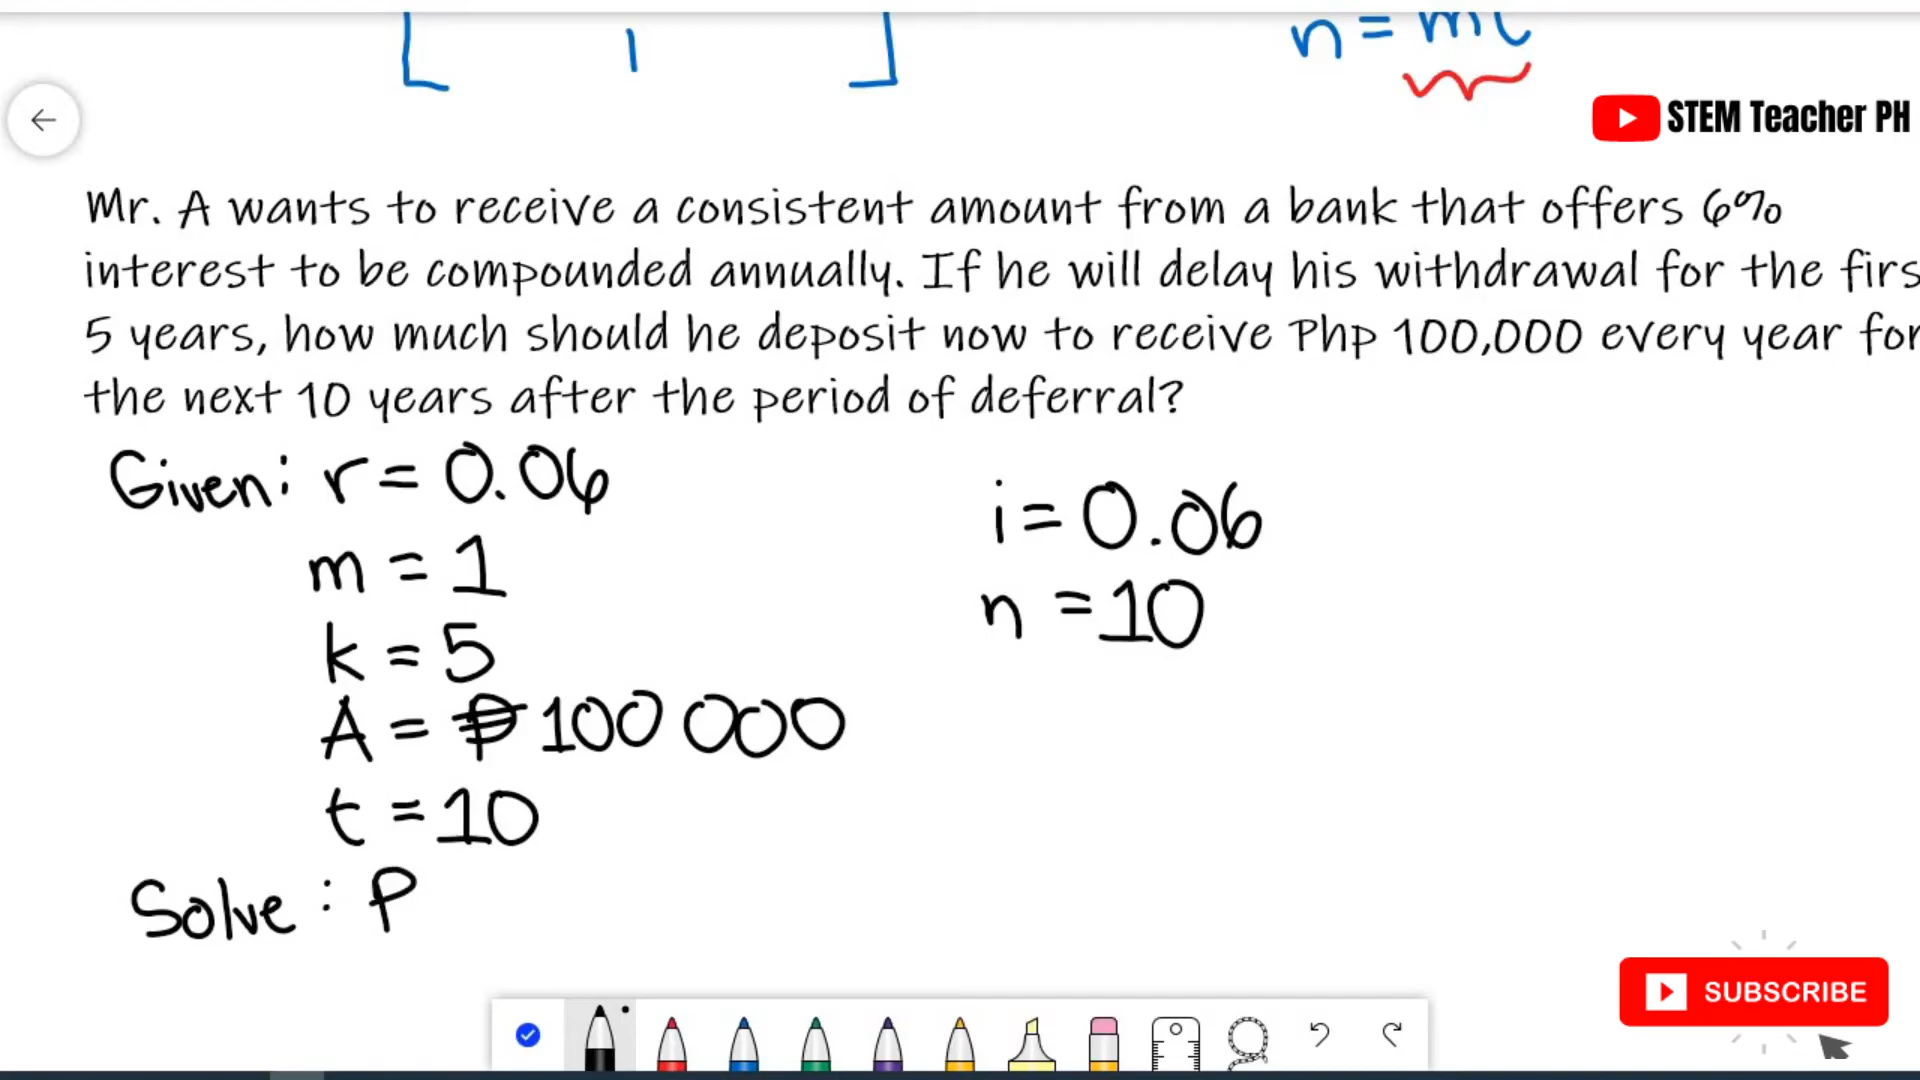 1
n = mt
STEM Teacher PH
Mr. A wants to receive a consistent amount from a bank that offers 6%
interest to be compounded annually. If he will delay his withdrawal for the firs
5 years, how much should he deposit now to receive Php 100,000 every year for
the next 10 years after the period of deferral?
Given: r = 0.06
i = 0.06
m = 1
n = 10
k = 5
A = ₱100 000
t = 10
Solve : P
SUBSCRIBE